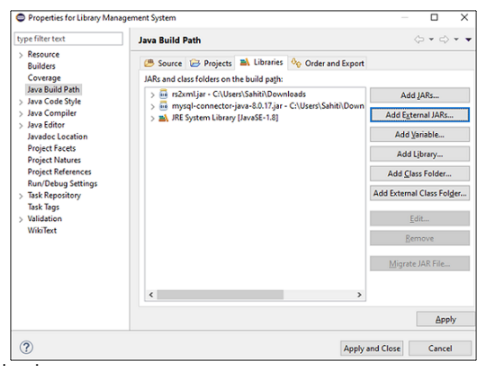 Properties for Library Management System
type filter text
Resource
Builders
Coverage
Java Build Path
Java Code Style
Java Compiler
Java Editor
Javadoc Location
Project Facets
Project Natures
Project References
Run/Debug Settings
Task Repository
Task Tags
Validation
WikiText
Java Build Path
Source Projects Libraries Order and Export
JARs and class folders on the build path:
rs2xml.jar - C:\Users\Sahiti\Downloads
mysql-connector-java-8.0.17.jar - C:\Users\Sahiti\Down
JRE System Library [JavaSE-1.8]
Add JARs...
Add External JARs...
Add Variable...
Add Library...
Add Class Folder...
Add External Class Folder...
Edit...
Remove
Migrate JAR File...
Apply
Apply and Close Cancel